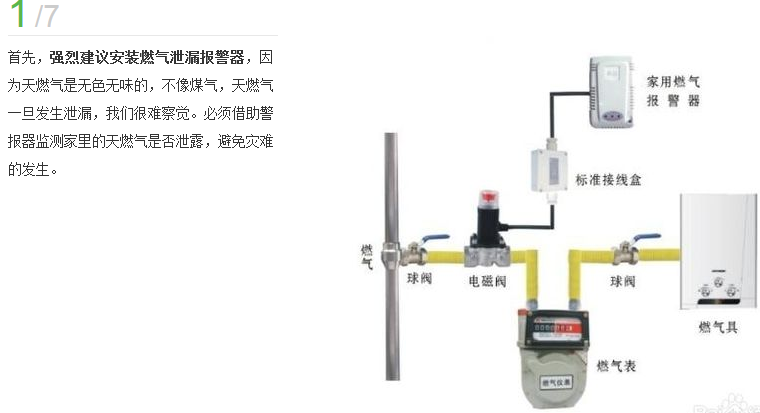 1/7
首先，强烈建议安装燃气泄漏报警器，因
为天燃气是无色无味的，不像煤气，天燃气
一旦发生泄漏，我们很难察觉。必须借助警
报器监测家里的天燃气是否泄露，避免灾难
的发生。
家用燃气
报警器
标准接线盒
燃气
球阀
电磁阀
球阀
燃气具
燃气表
燃气仪表